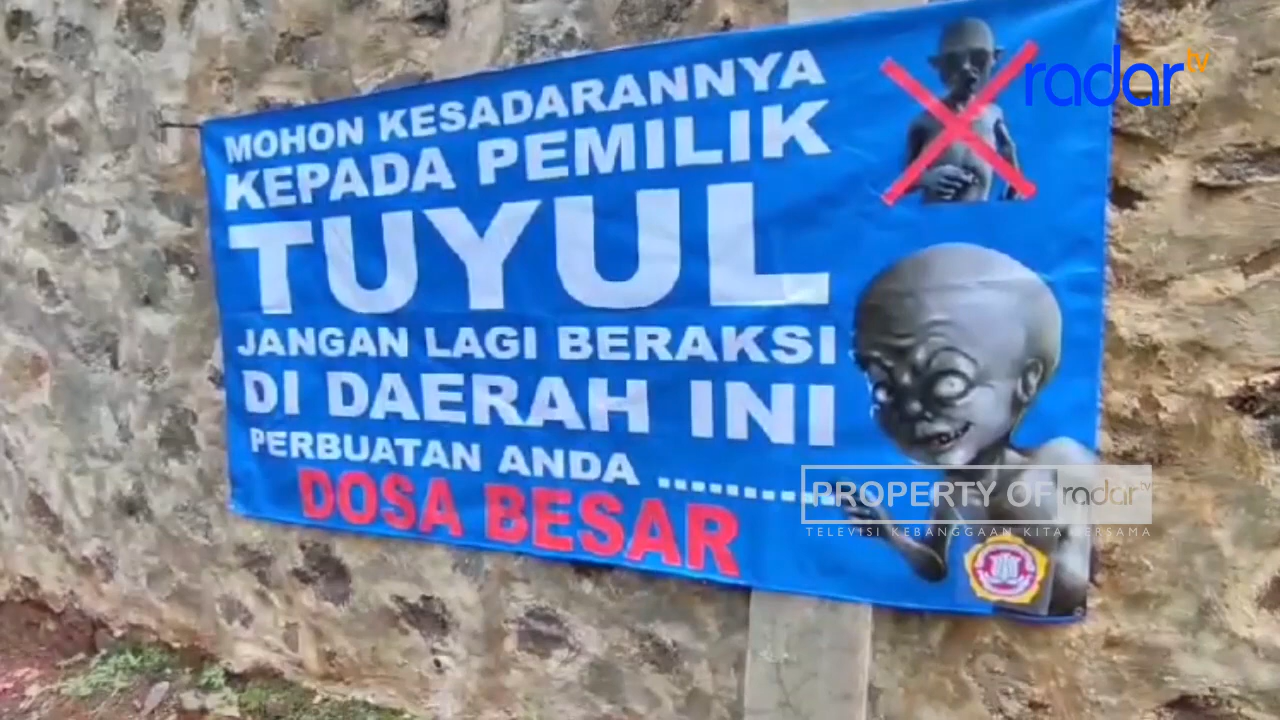 MOHON KESADARANNYA
KEPADA PEMILIK
TUYUL
JANGAN LAGI BERAKSI
DI DAERAH INI
PERBUATAN ANDA ..........
DOSA BESAR
radar tv
PROPERTY OF radar tv
TELEVISI KEBANGGAAN KITA BERSAMA